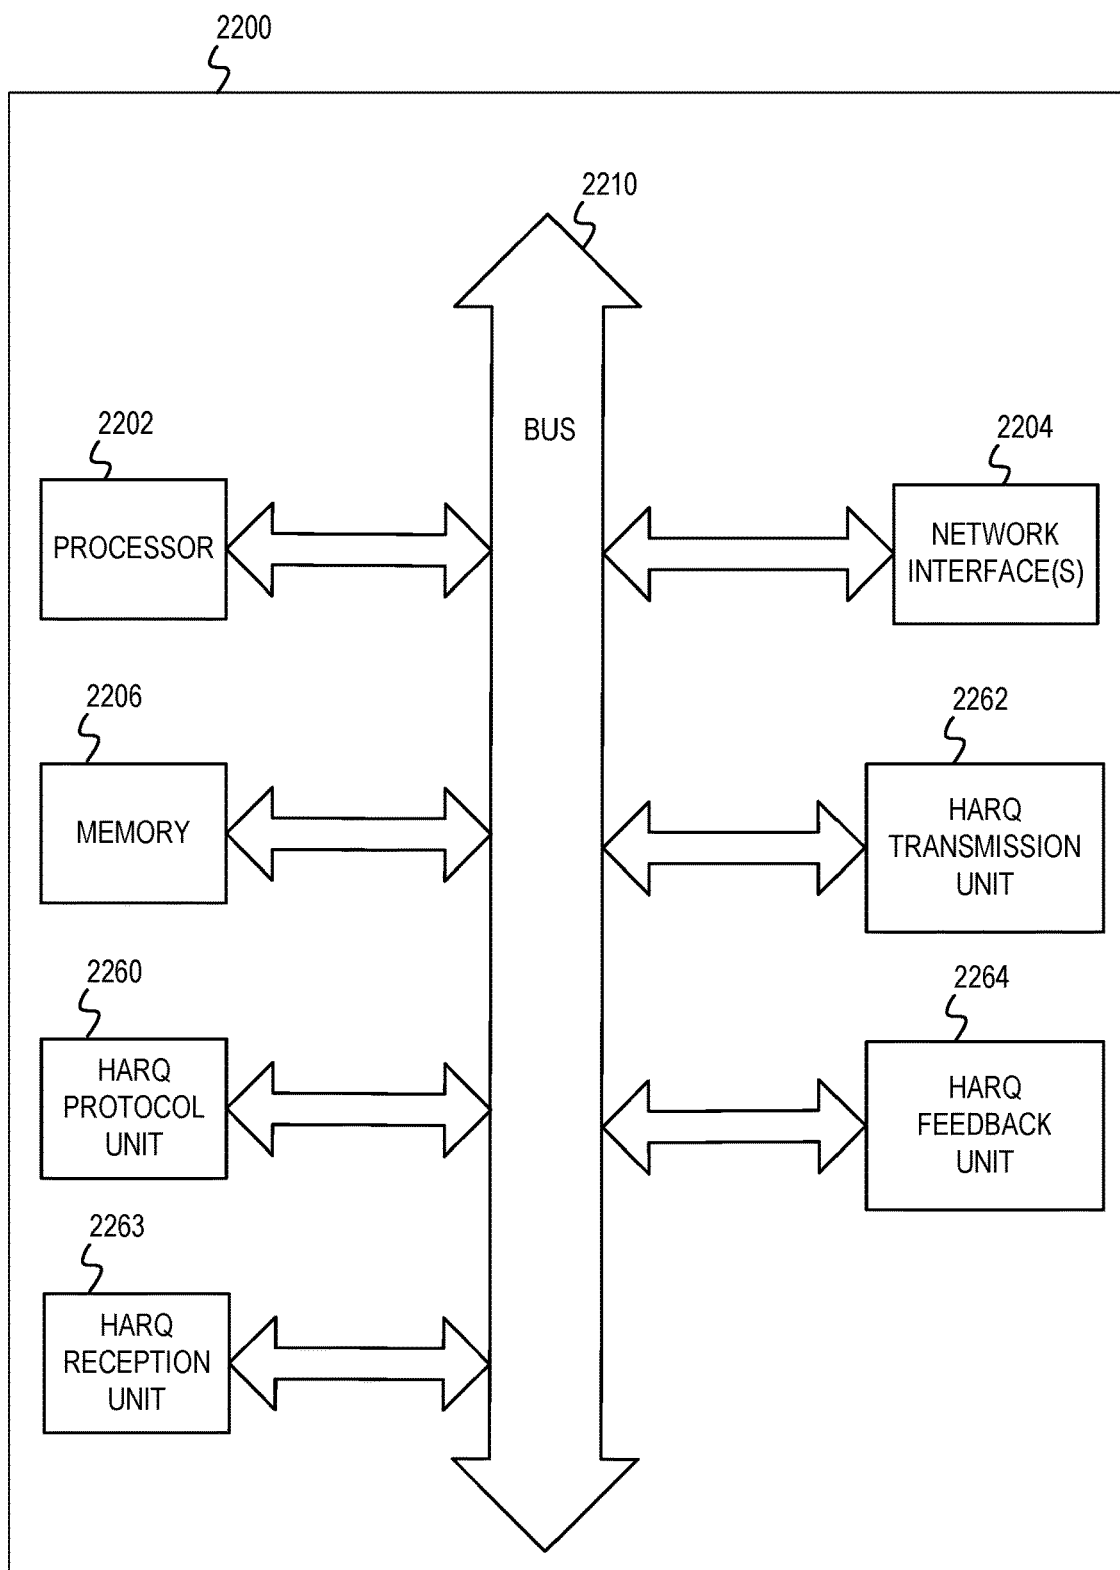 2200
2210
BUS
2202
PROCESSOR
2204
NETWORK
INTERFACE(S)
2206
MEMORY
2262
HARQ
TRANSMISSION
UNIT
2260
HARQ
PROTOCOL
UNIT
2264
HARQ
FEEDBACK
UNIT
2263
HARQ
RECEPTION
UNIT